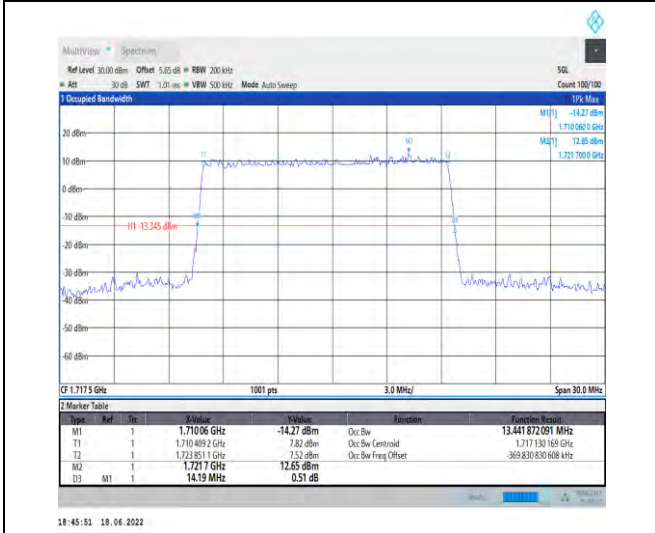 MultiView Spectrum
Ref Level 30.00 dBm Offset 5.85 dB RBW 200 kHz SGL
Att 30 dB SWT 1.01 ms VBW 500 kHz Mode Auto Sweep Count 100/100
1 Occupied Bandwidth 1Pk Max
M1[1] -14.27 dBm
1.710 060 0 GHz
20 dBm M2[1] 12.65 dBm
1.721 700 0 GHz
M2
T1
10 dBm
0 dBm
-10 dBm
H1 -13.345 dBm
-20 dBm
-30 dBm
-40 dBm
-50 dBm
-60 dBm
CF 1.717 5 GHz 1001 pts 3.0 MHz/ Span 30.0 MHz
2 Marker Table
Type Ref Trc X-Value Y-Value Function Function Result
M1 1 1.710 06 GHz -14.27 dBm Occ Bw 13.441 872 091 MHz
T1 1 1.710 409 2 GHz 7.82 dBm Occ Bw Centroid 1.717 130 169 GHz
T2 1 1.723 851 1 GHz 7.52 dBm Occ Bw Freq Offset -369.830 830 608 kHz
M2 1 1.721 7 GHz 12.65 dBm
D3 M1 1 14.19 MHz 0.51 dB
18:45:51 18.06.2022